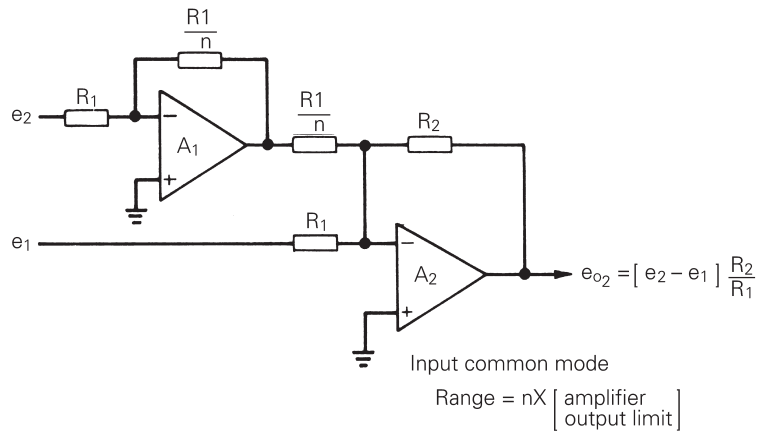 R1
n
R1
e2
−
A1
+
R1
n
R2
R1
e1
−
A2
+
eo2 = [ e2 − e1 ] R2
R1
Input common mode
Range = nX [ amplifier
output limit ]